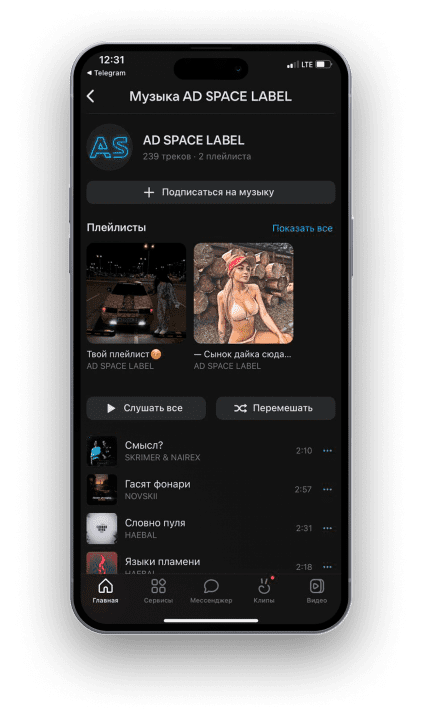 12:31
LTE
◀ Telegram
Музыка AD SPACE LABEL
AS
AD SPACE LABEL
239 треков · 2 плейлиста
+ Подписаться на музыку
Плейлисты
Показать все
Твой плейлист🥵
AD SPACE LABEL
— Сынок дайка сюда...
AD SPACE LABEL
Слушать все
Перемешать
Смысл?
SKRIMER & NAIREX
2:10
Гасят фонари
NOVSKII
2:57
Словно пуля
HAEBAL
2:31
Языки пламени
HAEBAL
2:18
Главная
Сервисы
Мессенджер
Клипы
Видео